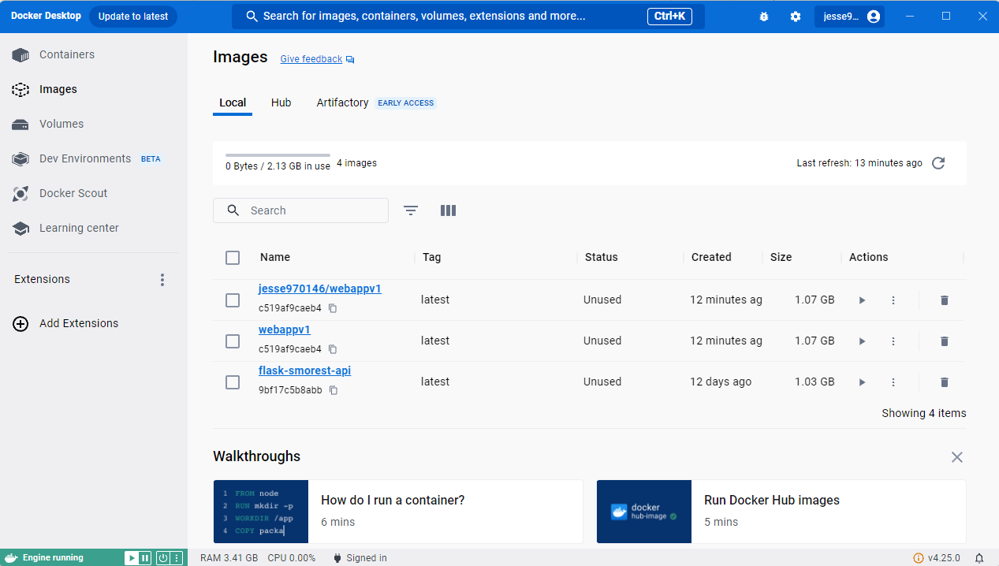 Docker Desktop Update to latest Search for images, containers, volumes, extensions and more... Ctrl+K jesse9...
Containers
Images
Volumes
Dev Environments BETA
Docker Scout
Learning center
Extensions
Add Extensions
Images Give feedback
Local Hub Artifactory EARLY ACCESS
0 Bytes / 2.13 GB in use 4 images Last refresh: 13 minutes ago
Search
Name Tag Status Created Size Actions
jesse970146/webappv1
c519af9caeb4
latest Unused 12 minutes ag 1.07 GB
webappv1
c519af9caeb4
latest Unused 12 minutes ag 1.07 GB
flask-smorest-api
9bf17c5b8abb
latest Unused 12 days ago 1.03 GB
Showing 4 items
Walkthroughs
1 FROM node
2 RUN mkdir -p
3 WORKDIR /app
4 COPY packa
How do I run a container?
6 mins
docker
hub-image
Run Docker Hub images
5 mins
Engine running RAM 3.41 GB CPU 0.00% Signed in v4.25.0